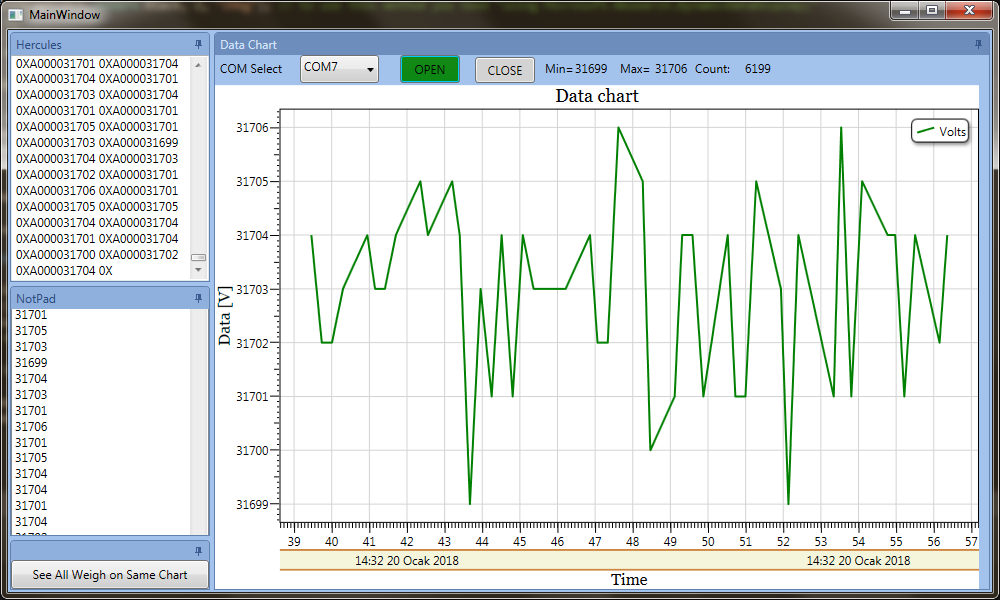 MainWindow
Hercules
0XA000031701 0XA000031704
0XA000031704 0XA000031701
0XA000031703 0XA000031704
0XA000031701 0XA000031701
0XA000031705 0XA000031701
0XA000031703 0XA000031699
0XA000031704 0XA000031703
0XA000031702 0XA000031701
0XA000031706 0XA000031701
0XA000031705 0XA000031705
0XA000031704 0XA000031704
0XA000031701 0XA000031704
0XA000031700 0XA000031702
0XA000031704 0X
NotPad
31701
31705
31703
31699
31704
31703
31701
31706
31701
31705
31704
31704
31701
31704
See All Weigh on Same Chart
Data Chart
COM Select COM7 OPEN CLOSE Min= 31699 Max= 31706 Count: 6199
Data chart
Volts
31706
31705
31704
31703
31702
31701
31700
31699
Data [V]
39 40 41 42 43 44 45 46 47 48 49 50 51 52 53 54 55 56 57
14:32 20 Ocak 2018 14:32 20 Ocak 2018
Time